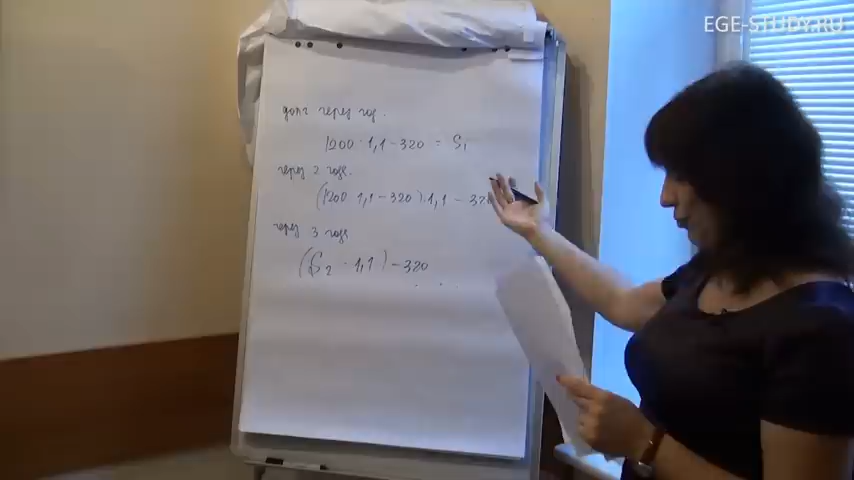 EGE-STUDY.RU
долг через год.
1200 · 1,1 - 320 = S₁
через 2 года.
(1200 · 1,1 - 320) · 1,1 - 320
через 3 года
(S₂ · 1,1) - 320
. . .